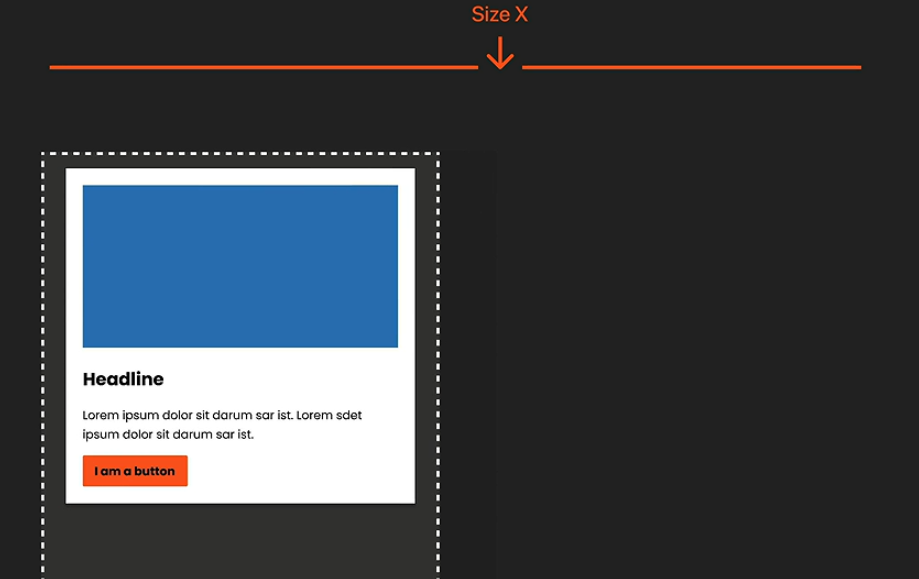 Size X
Headline
Lorem ipsum dolor sit darum sar ist. Lorem sdet
ipsum dolor sit darum sar ist.
I am a button